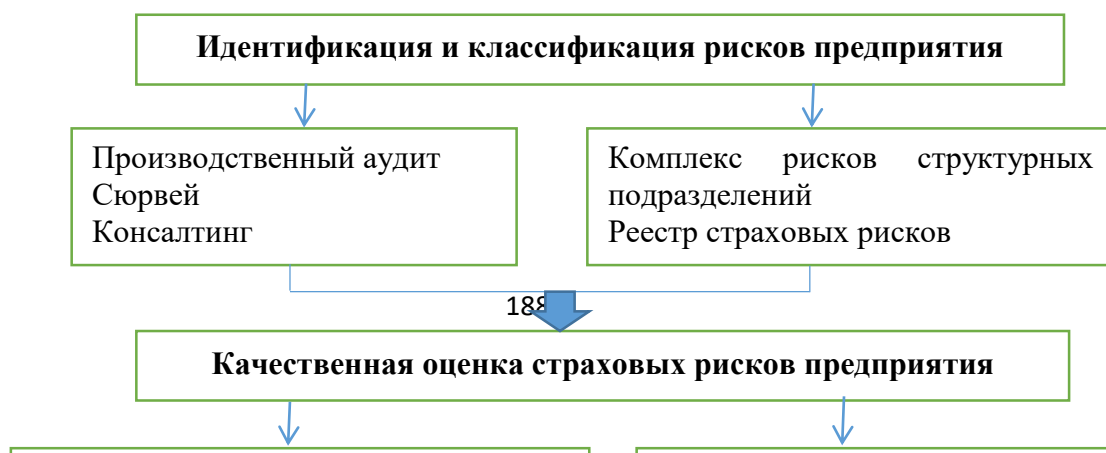 Идентификация и классификация рисков предприятия
Производственный аудит
Сюрвей
Консалтинг
Комплекс рисков структурных
подразделений
Реестр страховых рисков
188
Качественная оценка страховых рисков предприятия